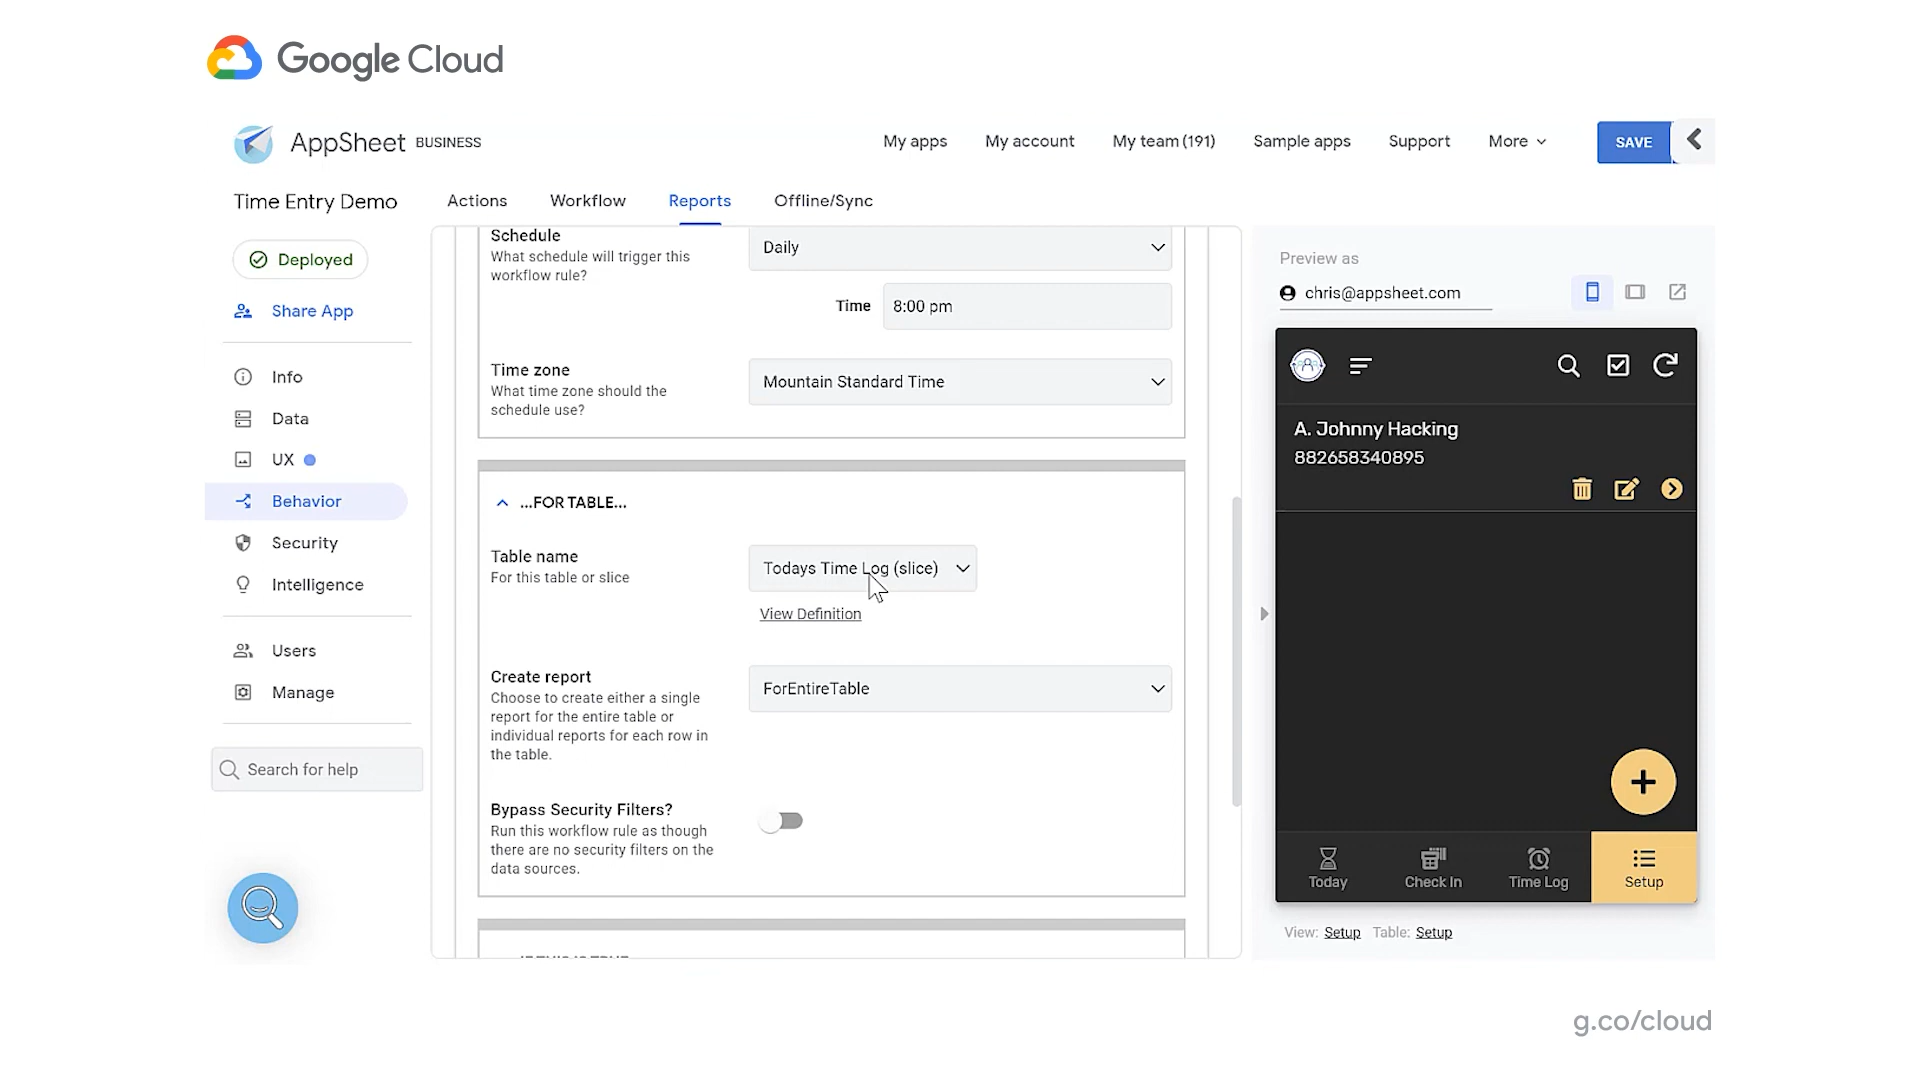 Google Cloud
AppSheet BUSINESS
My apps
My account
My team (191)
Sample apps
Support
More
SAVE
Time Entry Demo
Actions
Workflow
Reports
Offline/Sync
Deployed
Share App
Info
Data
UX
Behavior
Security
Intelligence
Users
Manage
Search for help
Schedule
What schedule will trigger this
workflow rule?
Daily
Time
8:00 pm
Time zone
What time zone should the
schedule use?
Mountain Standard Time
...FOR TABLE...
Table name
For this table or slice
Todays Time Log (slice)
View Definition
Create report
Choose to create either a single
report for the entire table or
individual reports for each row in
the table.
ForEntireTable
Bypass Security Filters?
Run this workflow rule as though
there are no security filters on the
data sources.
Preview as
chris@appsheet.com
A. Johnny Hacking
882658340895
Today
Check In
Time Log
Setup
View: Setup Table: Setup
g.co/cloud